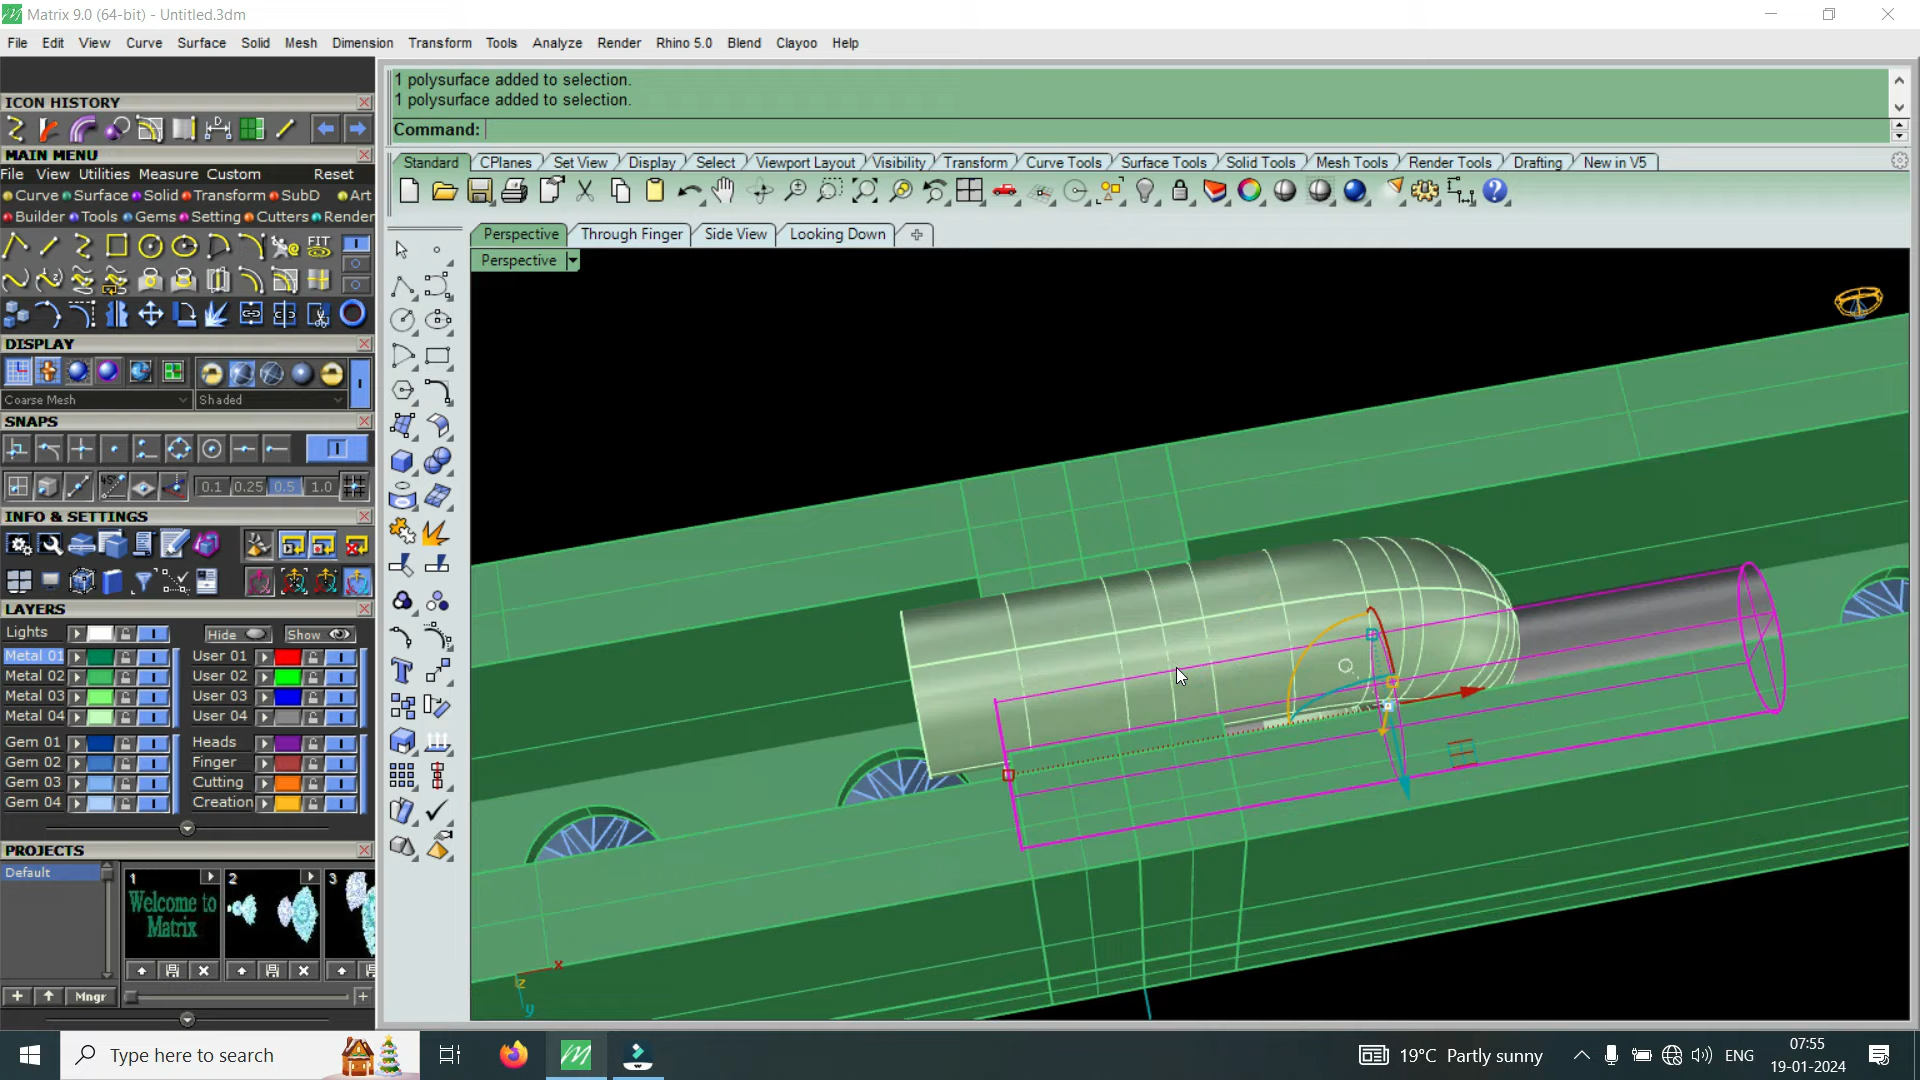 Matrix 9.0 (64-bit) - Untitled.3dm
File Edit View Curve Surface Solid Mesh Dimension Transform Tools Analyze Render Rhino 5.0 Blend Clayoo Help
1 polysurface added to selection.
1 polysurface added to selection.
Command:
ICON HISTORY
MAIN MENU
File View Utilities Measure Custom Reset
Curve Surface Solid Transform SubD Art
Builder Tools Gems Setting Cutters Render
FIT
Standard CPlanes Set View Display Select Viewport Layout Visibility Transform Curve Tools Surface Tools Solid Tools Mesh Tools Render Tools Drafting New in V5
Perspective Through Finger Side View Looking Down
Perspective
DISPLAY
Coarse Mesh Shaded
SNAPS
0.1 0.25 0.5 1.0
INFO & SETTINGS
LAYERS
Lights Hide Show
Metal 01 User 01
Metal 02 User 02
Metal 03 User 03
Metal 04 User 04
Gem 01 Heads
Gem 02 Finger
Gem 03 Cutting
Gem 04 Creation
PROJECTS
Default
1 2 3
Welcome to
Matrix
Mngr
x
z
y
Type here to search
19°C Partly sunny
ENG
07:55
19-01-2024